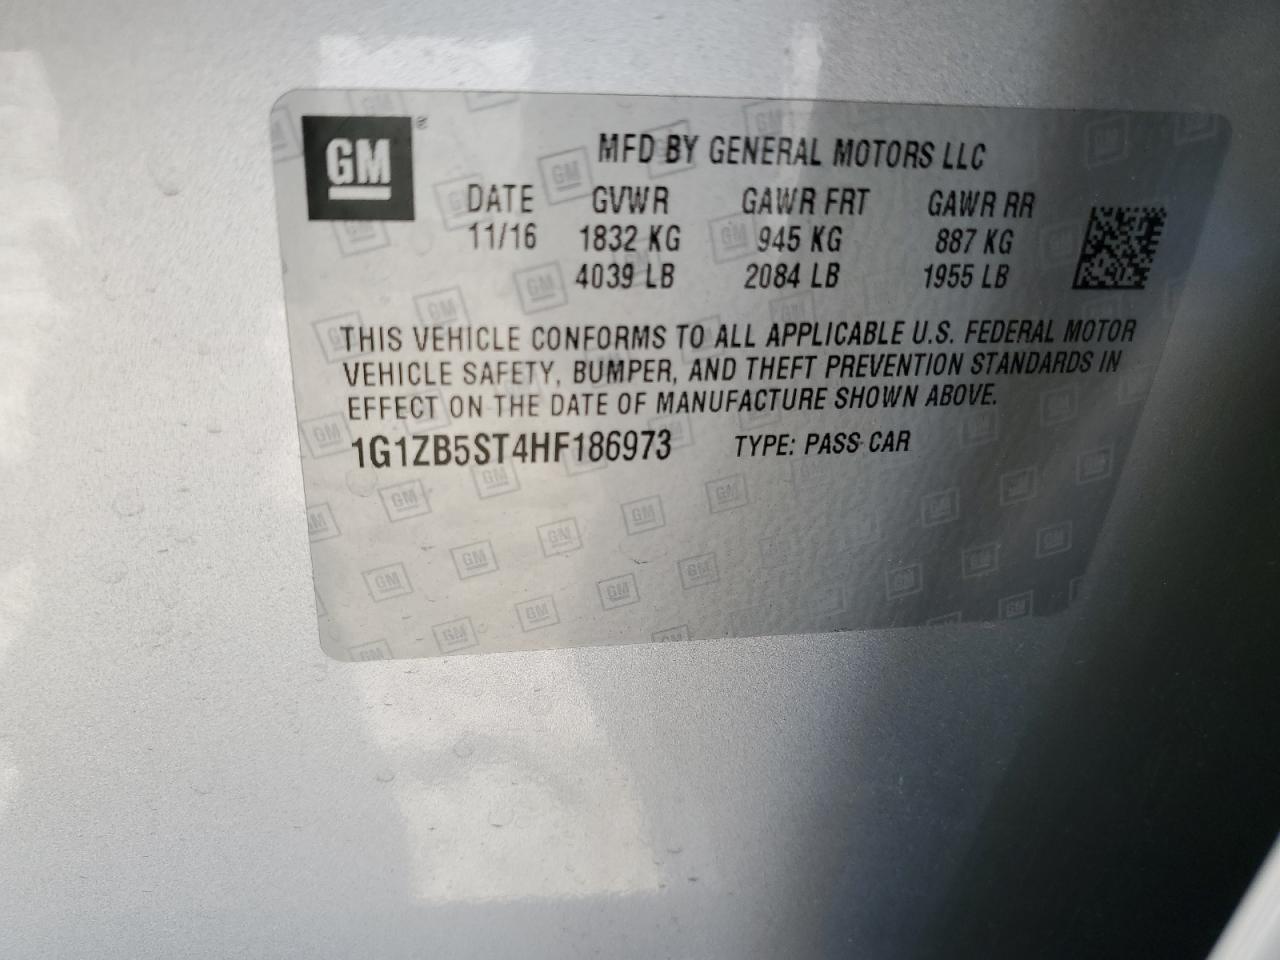 GM ®
MFD BY GENERAL MOTORS LLC
DATE GVWR GAWR FRT GAWR RR
11/16 1832 KG 945 KG 887 KG
4039 LB 2084 LB 1955 LB
THIS VEHICLE CONFORMS TO ALL APPLICABLE U.S. FEDERAL MOTOR
VEHICLE SAFETY, BUMPER, AND THEFT PREVENTION STANDARDS IN
EFFECT ON THE DATE OF MANUFACTURE SHOWN ABOVE.
1G1ZB5ST4HF186973 TYPE: PASS CAR